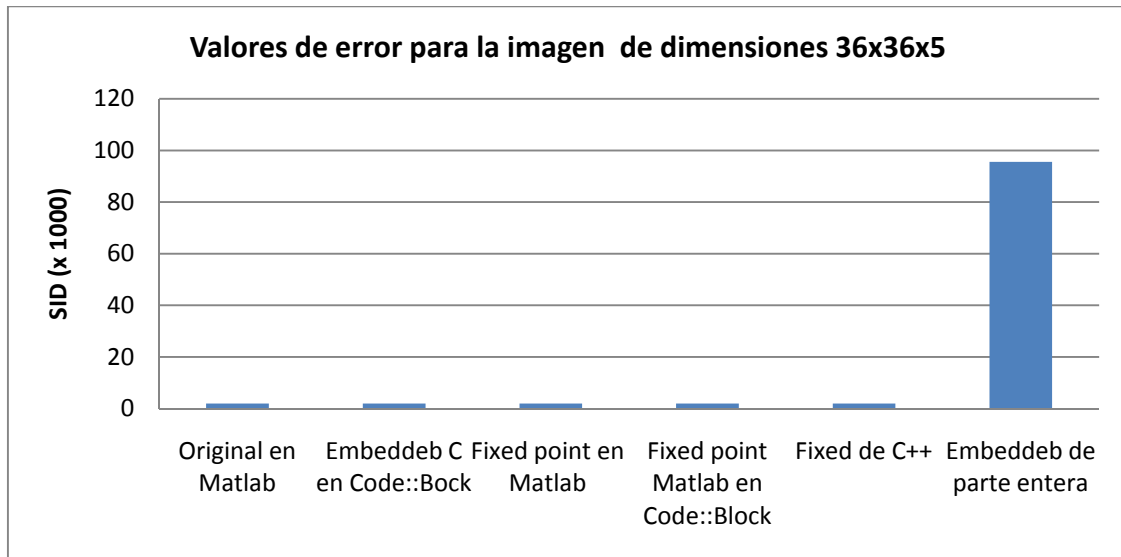 Valores de error para la imagen  de dimensiones 36x36x5
120
100
80
60
40
20
0
SID (x 1000)
Original en
Matlab
Embeddeb C
en Code::Bock
Fixed point en
Matlab
Fixed point
Matlab en
Code::Block
Fixed de C++
Embeddeb de
parte entera